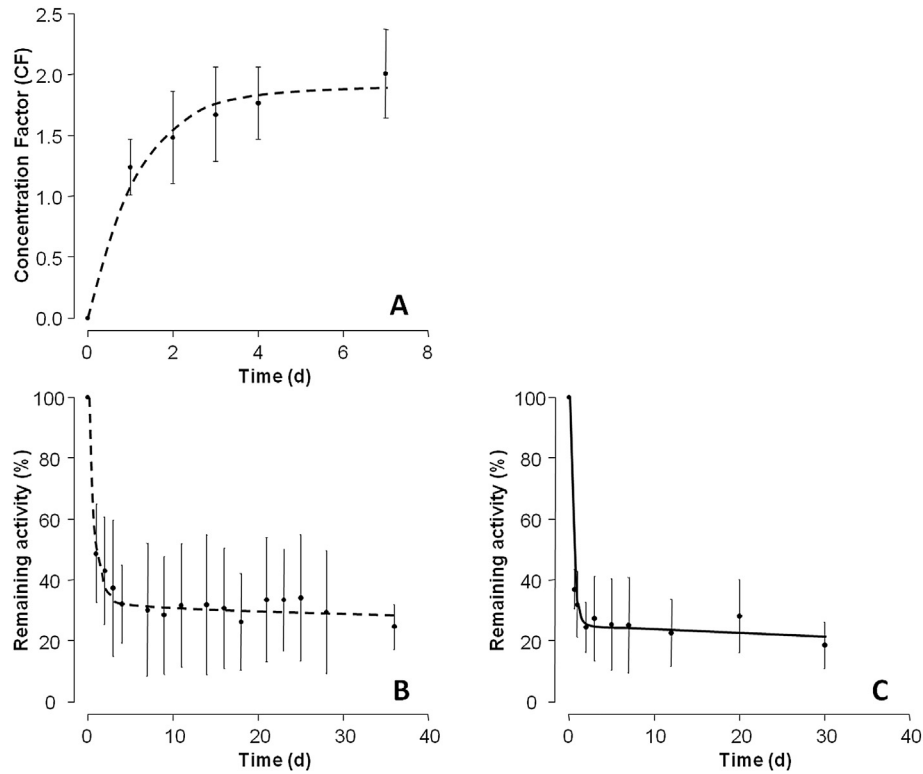 2.5
2.0
1.5
1.0
0.5
0.0
Concentration Factor (CF)
A
0 2 4 6 8
Time (d)
100
80
60
40
20
0
Remaining activity (%)
B
0 10 20 30 40
Time (d)
100
80
60
40
20
0
Remaining activity (%)
C
0 10 20 30 40
Time (d)